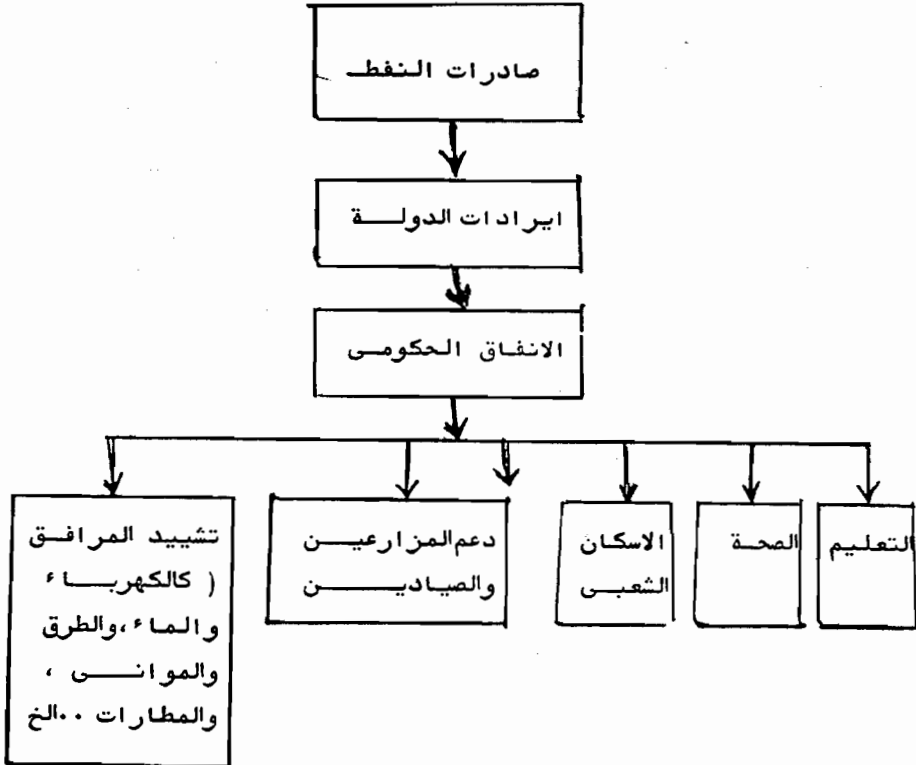 صادرات النفط
ايرادات الدولة
الانفاق الحكومى
التعليم
الصحة
الاسكان
الشعبى
دعم المزارعين
والصيادين
تشييد المرافق
( كالكهرباء
والماء ،والطرق
والموانى ،
والمطارات ..الخ